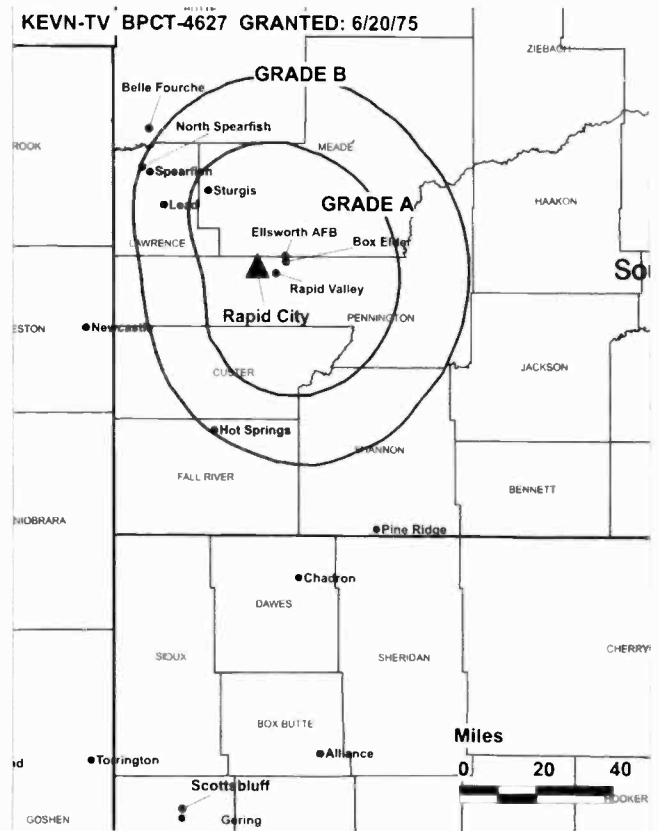 KEVN-TV BPCT-4627 GRANTED: 6/20/75
ZIEBACH
GRADE B
Belle Fourche
North Spearfish
MEADE
ROOK
Spearfish
Sturgis
GRADE A
Lead
HAAKON
Ellsworth AFB
LAWRENCE
Box Elder
Sou
Rapid Valley
Rapid City
PENNINGTON
ESTON
Newcastle
JACKSON
CUSTER
Hot Springs
SHANNON
FALL RIVER
BENNETT
NIOBRARA
Pine Ridge
Chadron
DAWES
CHERRY
SIOUX
SHERIDAN
BOX BUTTE
Miles
Torrington
Alliance
0 20 40
Scottsbluff
HOOKER
GOSHEN
Gering